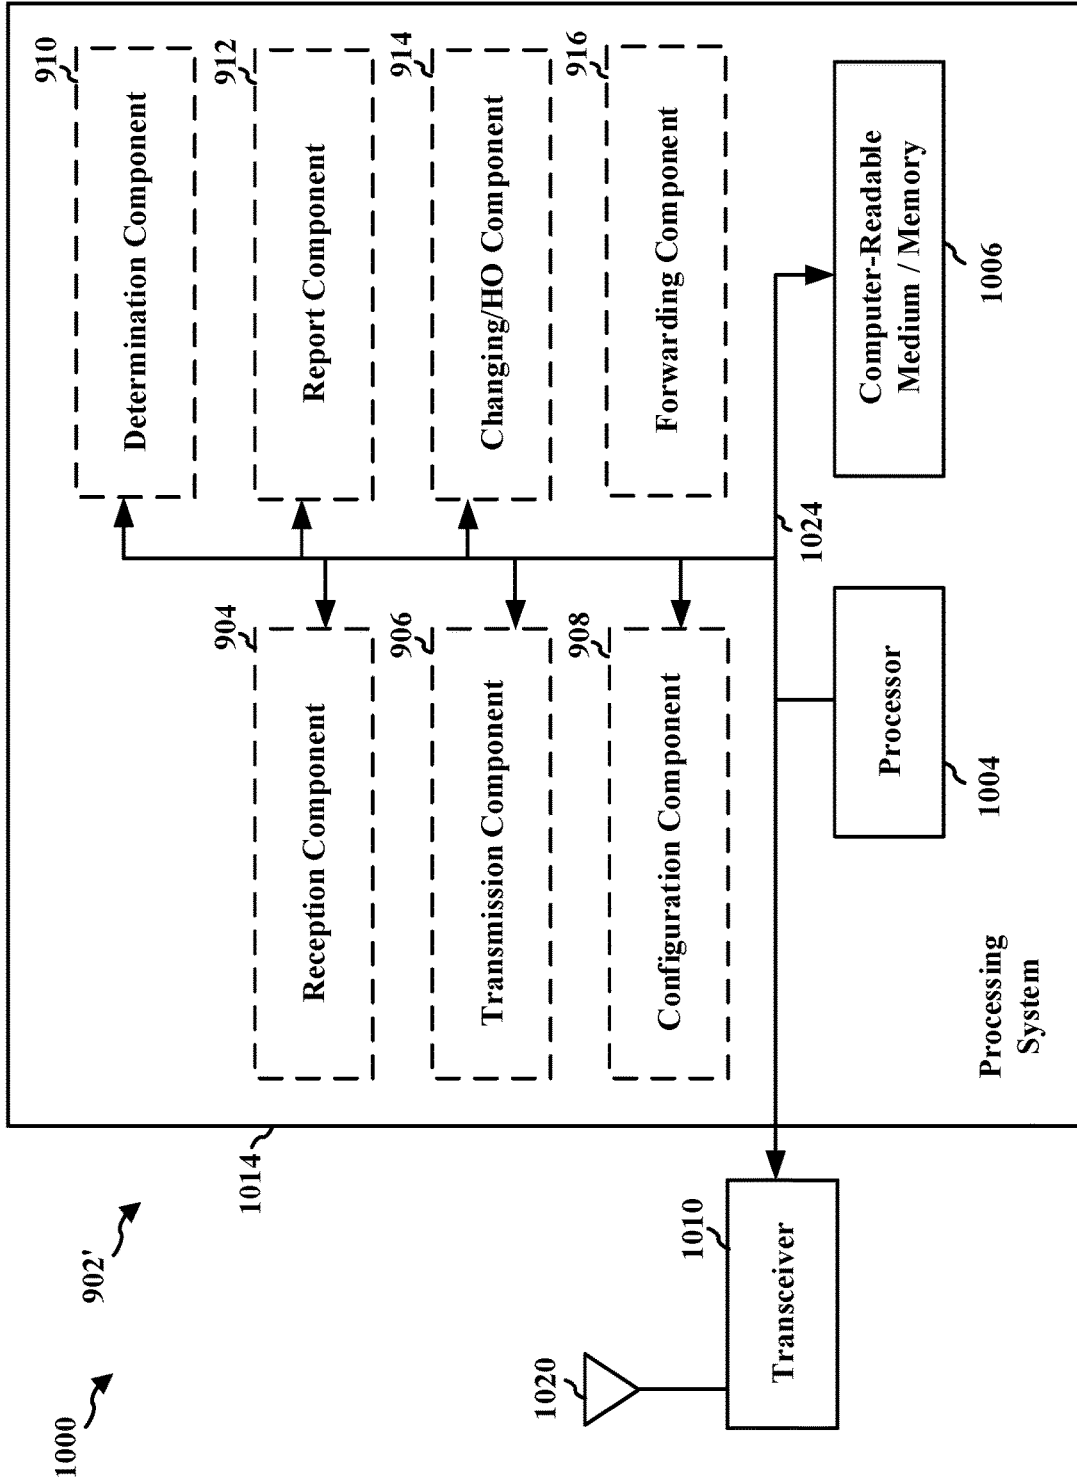 1000
902'
1014
904
Reception Component
910
Determination Component
906
Transmission Component
912
Report Component
908
Configuration Component
914
Changing/HO Component
916
Forwarding Component
1020
1010
Transceiver
1024
Processor
1004
Computer-Readable
Medium / Memory
1006
Processing
System